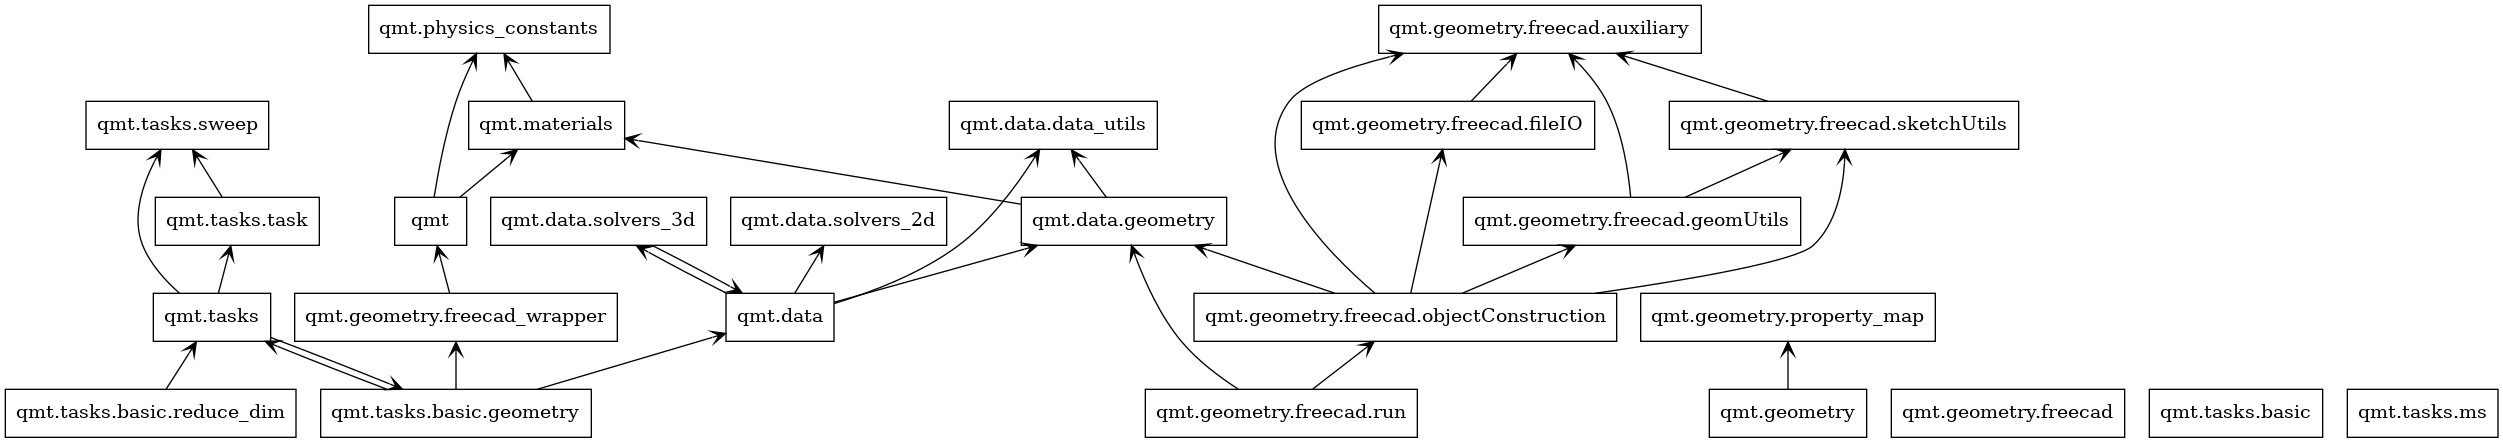 qmt.physics_constants
qmt.geometry.freecad.auxiliary
qmt.tasks.sweep
qmt.materials
qmt.data.data_utils
qmt.geometry.freecad.fileIO
qmt.geometry.freecad.sketchUtils
qmt.tasks.task
qmt
qmt.data.solvers_3d
qmt.data.solvers_2d
qmt.data.geometry
qmt.geometry.freecad.geomUtils
qmt.tasks
qmt.geometry.freecad_wrapper
qmt.data
qmt.geometry.freecad.objectConstruction
qmt.geometry.property_map
qmt.tasks.basic.reduce_dim
qmt.tasks.basic.geometry
qmt.geometry.freecad.run
qmt.geometry
qmt.geometry.freecad
qmt.tasks.basic
qmt.tasks.ms